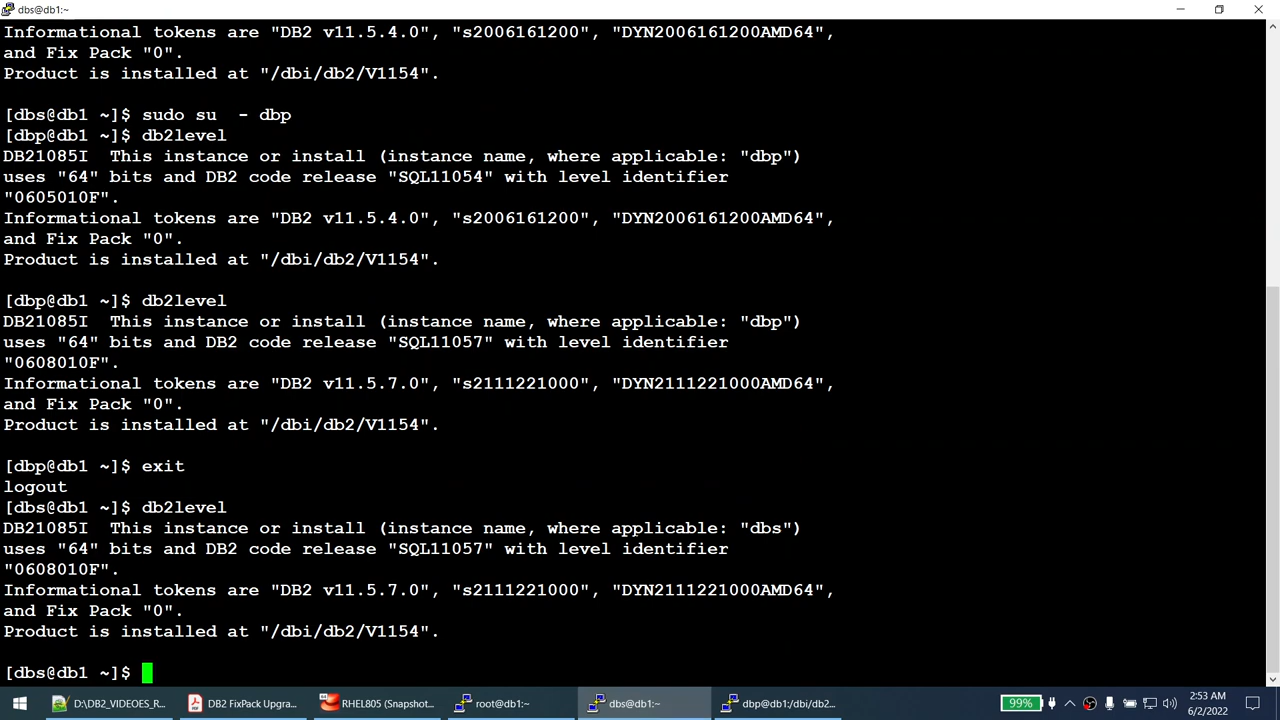 dbs@db1:~
Informational tokens are "DB2 v11.5.4.0", "s2006161200", "DYN2006161200AMD64",
and Fix Pack "0".
Product is installed at "/dbi/db2/V1154".
[dbs@db1 ~]$ sudo su  - dbp
[dbp@db1 ~]$ db2level
DB21085I  This instance or install (instance name, where applicable: "dbp")
uses "64" bits and DB2 code release "SQL11054" with level identifier
"0605010F".
Informational tokens are "DB2 v11.5.4.0", "s2006161200", "DYN2006161200AMD64",
and Fix Pack "0".
Product is installed at "/dbi/db2/V1154".
[dbp@db1 ~]$ db2level
DB21085I  This instance or install (instance name, where applicable: "dbp")
uses "64" bits and DB2 code release "SQL11057" with level identifier
"0608010F".
Informational tokens are "DB2 v11.5.7.0", "s2111221000", "DYN2111221000AMD64",
and Fix Pack "0".
Product is installed at "/dbi/db2/V1154".
[dbp@db1 ~]$ exit
logout
[dbs@db1 ~]$ db2level
DB21085I  This instance or install (instance name, where applicable: "dbs")
uses "64" bits and DB2 code release "SQL11057" with level identifier
"0608010F".
Informational tokens are "DB2 v11.5.7.0", "s2111221000", "DYN2111221000AMD64",
and Fix Pack "0".
Product is installed at "/dbi/db2/V1154".
[dbs@db1 ~]$
D:\DB2_VIDEOES_R... DB2 FixPack Upgra... RHEL805 (Snapshot... root@db1:~ dbs@db1:~ dbp@db1:/dbi/db2... 99% 2:53 AM
6/2/2022